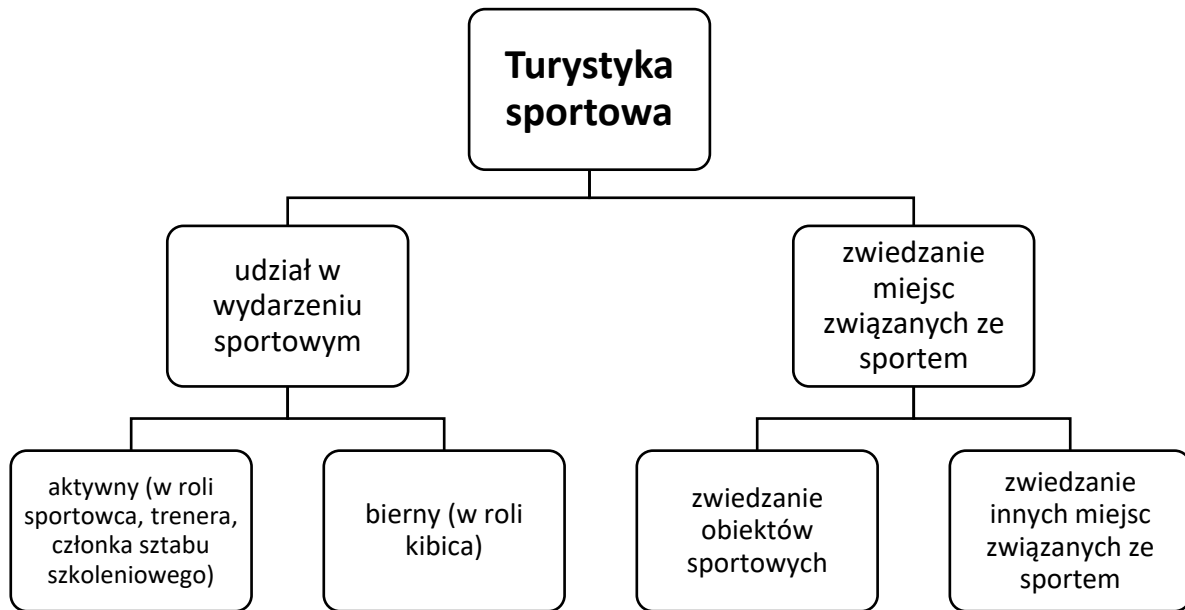 Turystyka
sportowa
udział w
wydarzeniu
sportowym
zwiedzanie
miejsc
związanych ze
sportem
aktywny (w roli
sportowca, trenera,
członka sztabu
szkoleniowego)
bierny (w roli
kibica)
zwiedzanie
obiektów
sportowych
zwiedzanie
innych miejsc
związanych ze
sportem